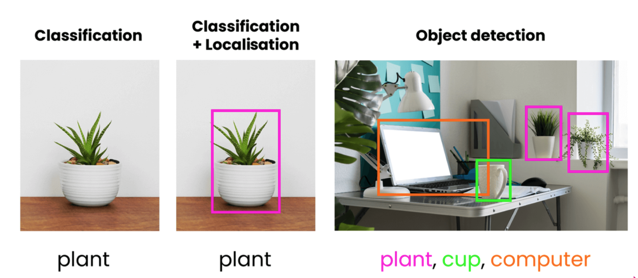 Classification
Classification
+ Localisation
Object detection
plant
plant
plant, cup, computer